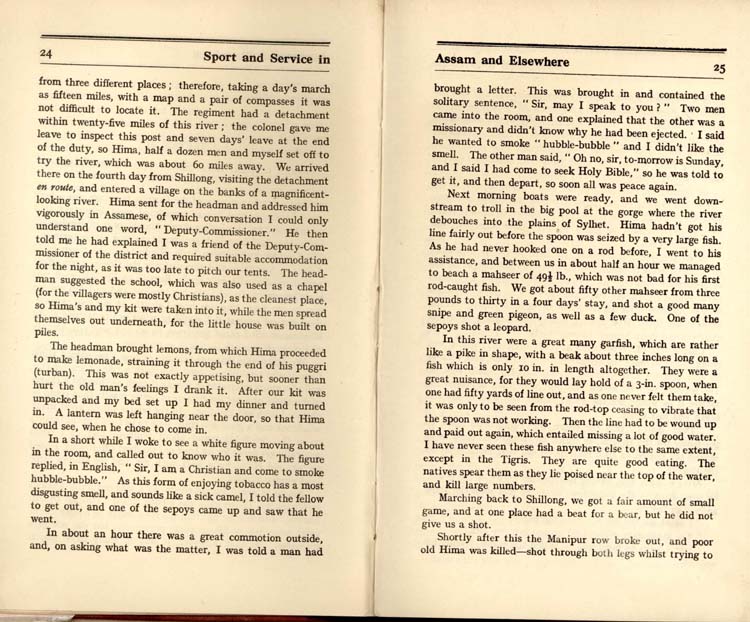 24
Sport and Service in
from three different places; therefore, taking a day's march
as fifteen miles, with a map and a pair of compasses it was
not difficult to locate it. The regiment had a detachment
within twenty-five miles of this river; the colonel gave me
leave to inspect this post and seven days' leave at the end
of the duty, so Hima, half a dozen men and myself set off to
try the river, which was about 60 miles away. We arrived
there on the fourth day from Shillong, visiting the detachment
en route, and entered a village on the banks of a magnificent-
looking river. Hima sent for the headman and addressed him
vigorously in Assamese, of which conversation I could only
understand one word, "Deputy-Commissioner." He then
told me he had explained I was a friend of the Deputy-Com-
missioner of the district and required suitable accommodation
for the night, as it was too late to pitch our tents. The head-
man suggested the school, which was also used as a chapel
(for the villagers were mostly Christians), as the cleanest place,
so Hima's and my kit were taken into it, while the men spread
themselves out underneath, for the little house was built on
piles.
The headman brought lemons, from which Hima proceeded
to make lemonade, straining it through the end of his puggri
(turban). This was not exactly appetising, but sooner than
hurt the old man's feelings I drank it. After our kit was
unpacked and my bed set up I had my dinner and turned
in. A lantern was left hanging near the door, so that Hima
could see, when he chose to come in.
In a short while I woke to see a white figure moving about
in the room, and called out to know who it was. The figure
replied, in English, "Sir, I am a Christian and come to smoke
hubble-bubble." As this form of enjoying tobacco has a most
disgusting smell, and sounds like a sick camel, I told the fellow
to get out, and one of the sepoys came up and saw that he
went.
In about an hour there was a great commotion outside,
and, on asking what was the matter, I was told a man had
Assam and Elsewhere
25
brought a letter. This was brought in and contained the
solitary sentence, "Sir, may I speak to you?" Two men
came into the room, and one explained that the other was a
missionary and didn't know why he had been ejected. I said
he wanted to smoke "hubble-bubble" and I didn't like the
smell. The other man said, "Oh no, sir, to-morrow is Sunday,
and I said I had come to seek Holy Bible," so he was told to
get it, and then depart, so soon all was peace again.
Next morning boats were ready, and we went down-
stream to troll in the big pool at the gorge where the river
debouches into the plains of Sylhet. Hima hadn't got his
line fairly out before the spoon was seized by a very large fish.
As he had never hooked one on a rod before, I went to his
assistance, and between us in about half an hour we managed
to beach a mahseer of 49½ lb., which was not bad for his first
rod-caught fish. We got about fifty other mahseer from three
pounds to thirty in a four days' stay, and shot a good many
snipe and green pigeon, as well as a few duck. One of the
sepoys shot a leopard.
In this river were a great many garfish, which are rather
like a pike in shape, with a beak about three inches long on a
fish which is only 10 in. in length altogether. They were a
great nuisance, for they would lay hold of a 3-in. spoon, when
one had fifty yards of line out, and as one never felt them take,
it was only to be seen from the rod-top ceasing to vibrate that
the spoon was not working. Then the line had to be wound up
and paid out again, which entailed missing a lot of good water.
I have never seen these fish anywhere else to the same extent,
except in the Tigris. They are quite good eating. The
natives spear them as they lie poised near the top of the water,
and kill large numbers.
Marching back to Shillong, we got a fair amount of small
game, and at one place had a beat for a bear, but he did not
give us a shot.
Shortly after this the Manipur row broke out, and poor
old Hima was killed—shot through both legs whilst trying to